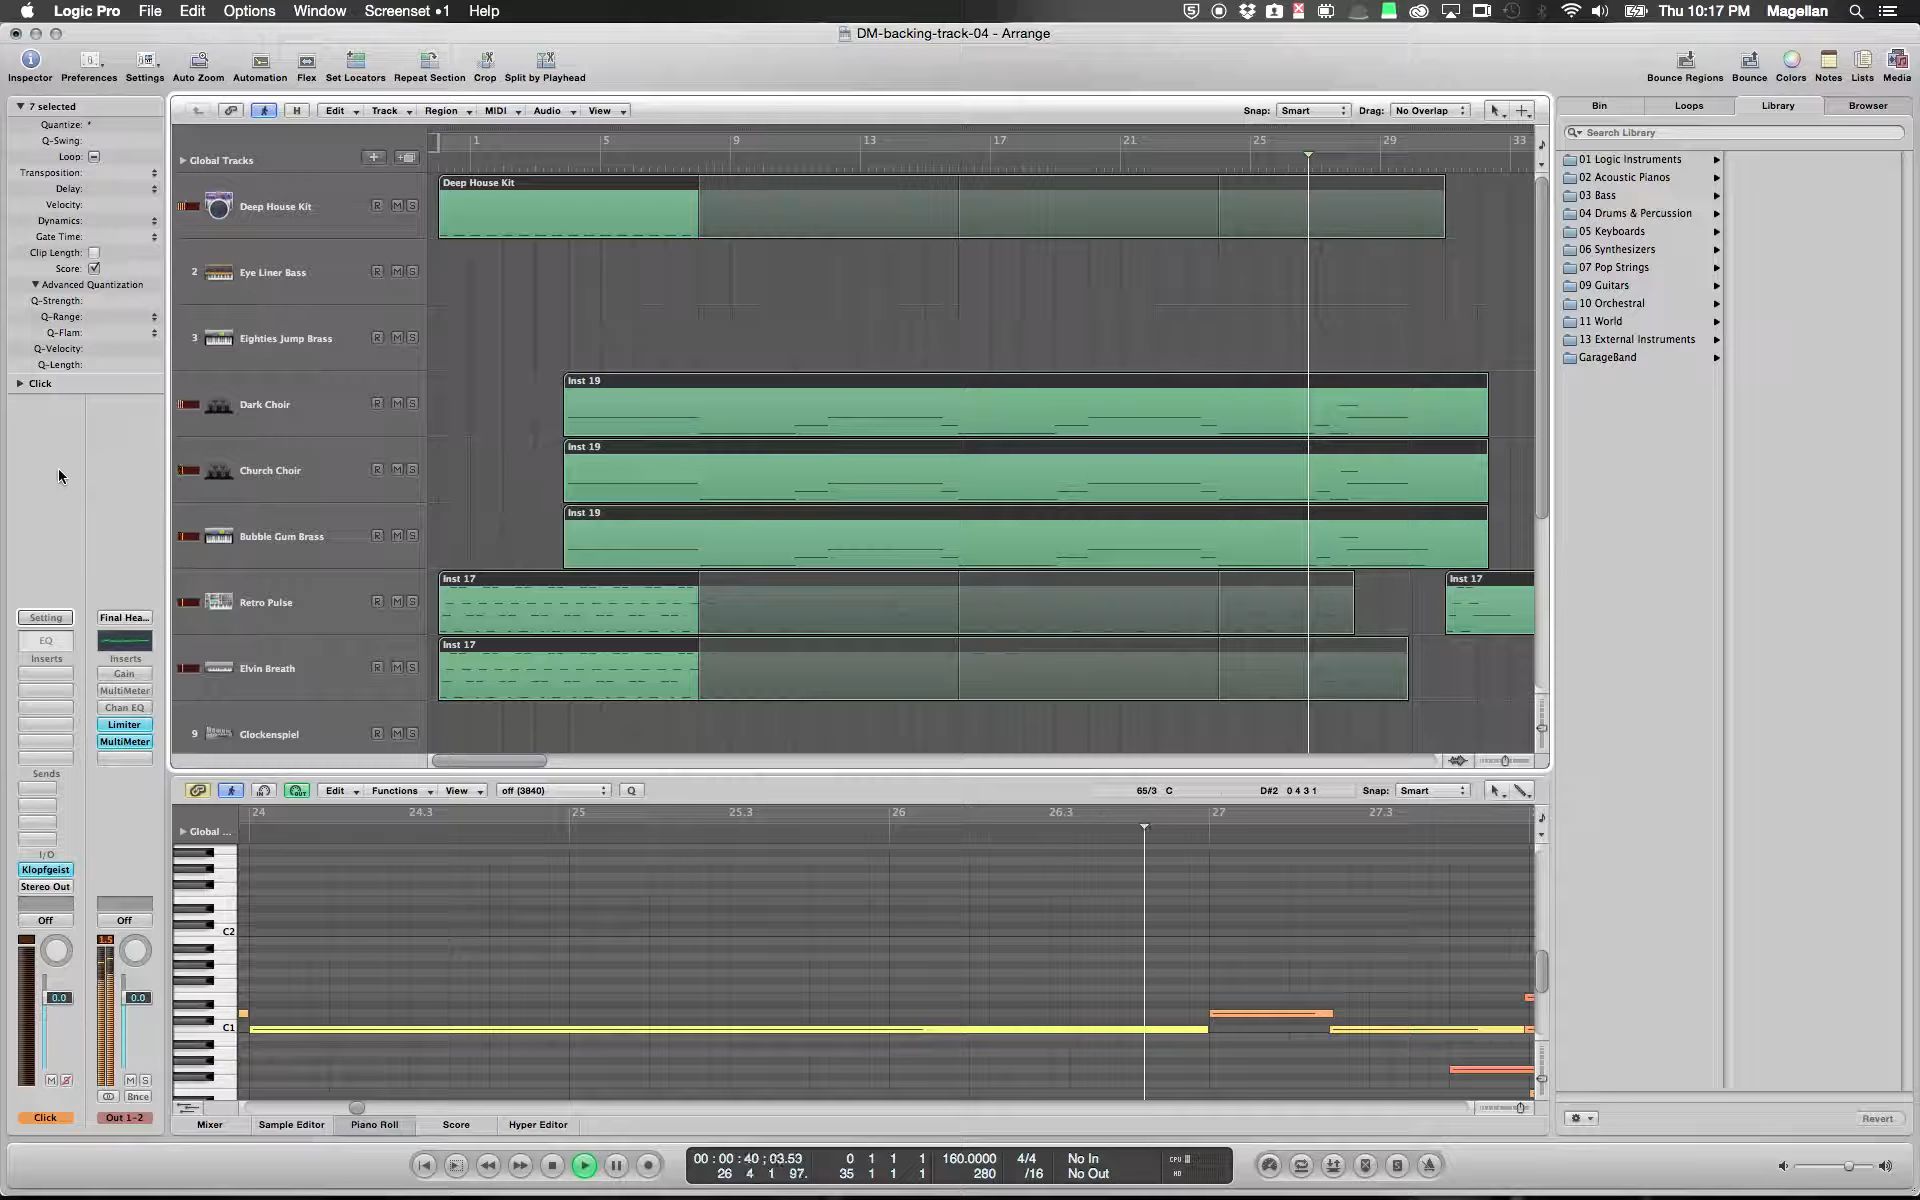 Logic Pro File Edit Options Window Screenset •1 Help Thu 10:17 PM Magellan
DM-backing-track-04 - Arrange
Inspector Preferences Settings Auto Zoom Automation Flex Set Locators Repeat Section Crop Split by Playhead Bounce Regions Bounce Colors Notes Lists Media
7 selected
Quantize: *
Q-Swing:
Loop:
Transposition:
Delay:
Velocity:
Dynamics:
Gate Time:
Clip Length:
Score:
Advanced Quantization
Q-Strength:
Q-Range:
Q-Flam:
Q-Velocity:
Q-Length:
Click
Setting Final Hea...
EQ
Inserts Inserts
Gain
MultiMeter
Chan EQ
Limiter
MultiMeter
Sends
I/O
Klopfgeist
Stereo Out
Off Off
1.5
0.0 0.0
M S M S
Bnce
Click Out 1-2
H Edit Track Region MIDI Audio View Snap: Smart Drag: No Overlap
1 5 9 13 17 21 25 29 33
Global Tracks
Deep House Kit R M S
Deep House Kit
2 Eye Liner Bass R M S
3 Eighties Jump Brass R M S
Dark Choir R M S
Inst 19
Church Choir R M S
Inst 19
Bubble Gum Brass R M S
Inst 19
Retro Pulse R M S
Inst 17 Inst 17
Elvin Breath R M S
Inst 17
9 Glockenspiel R M S
Edit Functions View off (3840) Q 65/3 C D#2 0 4 3 1 Snap: Smart
24 24.3 25 25.3 26 26.3 27 27.3
Global ...
C2
C1
Mixer Sample Editor Piano Roll Score Hyper Editor
00 : 00 : 40 ; 03.53 0 1 1 1 160.0000 4/4 No In CPU
26 4 1 97. 35 1 1 1 280 /16 No Out HD
Bin Loops Library Browser
Search Library
01 Logic Instruments
02 Acoustic Pianos
03 Bass
04 Drums & Percussion
05 Keyboards
06 Synthesizers
07 Pop Strings
09 Guitars
10 Orchestral
11 World
13 External Instruments
GarageBand
Revert